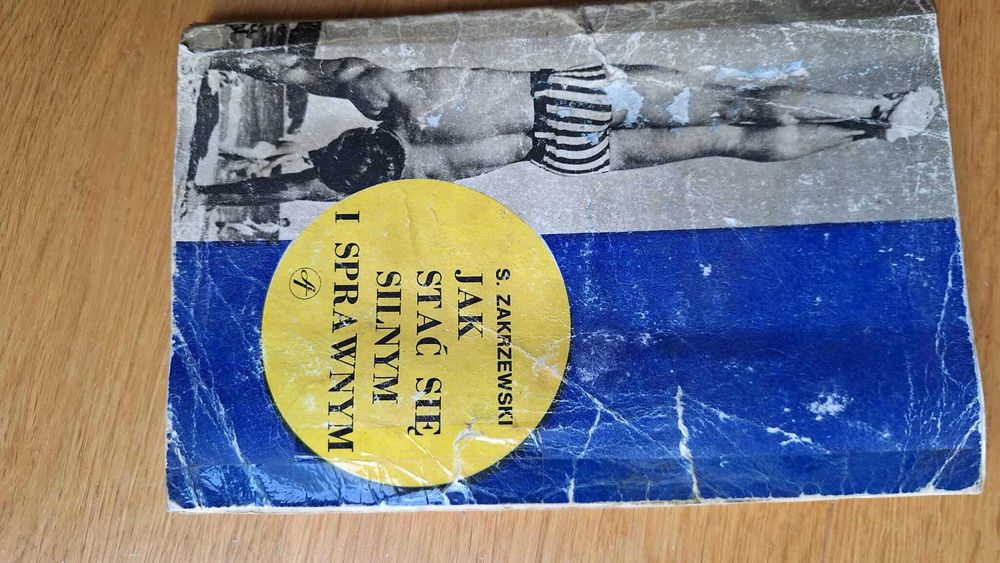 S. ZAKRZEWSKI
JAK
STAĆ SIĘ
SILNYM
I SPRAWNYM